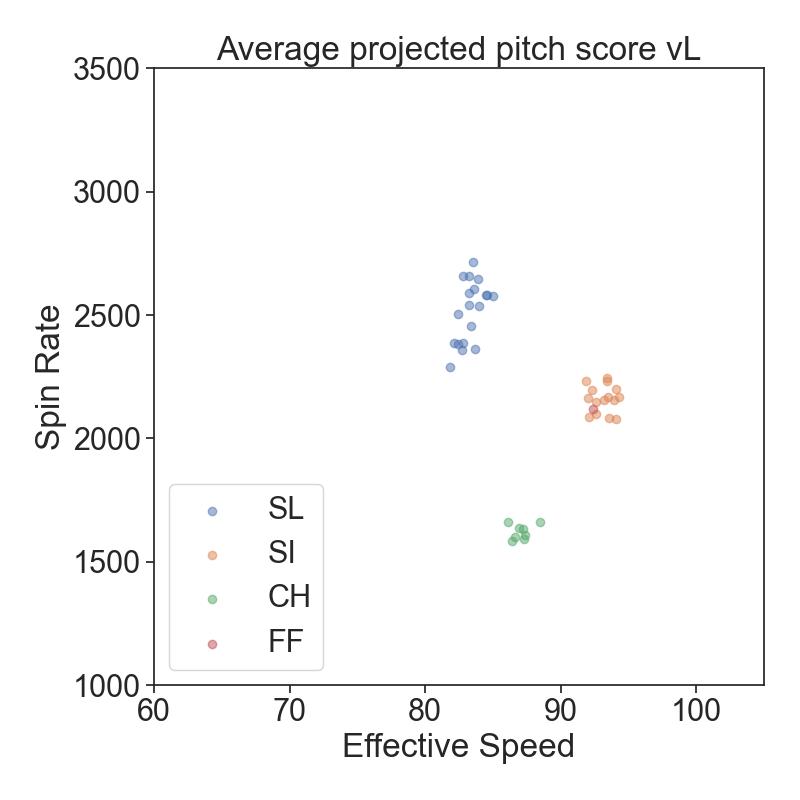 Average projected pitch score vL
3500
3000
2500
2000
1500
1000
Spin Rate
SL
SI
CH
FF
60 70 80 90 100
Effective Speed